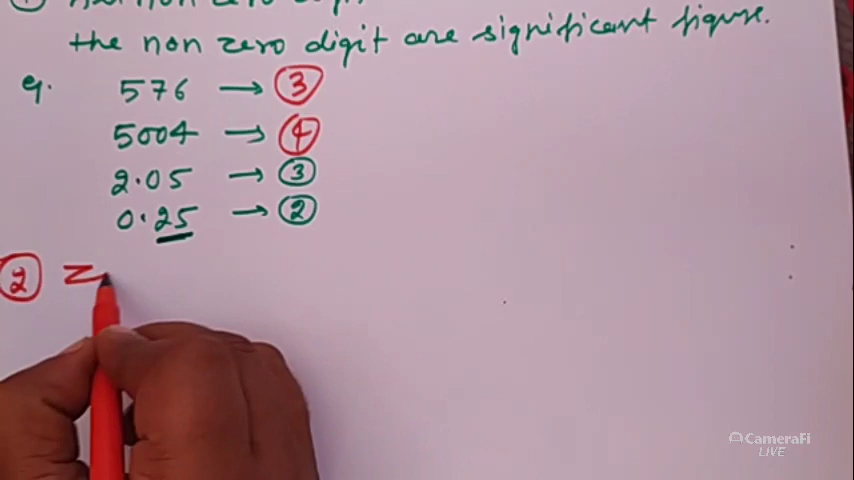 the non zero digit are significant figure.
eg. 576 → 3
5004 → 4
2.05 → 3
0.25 → 2
2 Z
CameraFi
LIVE